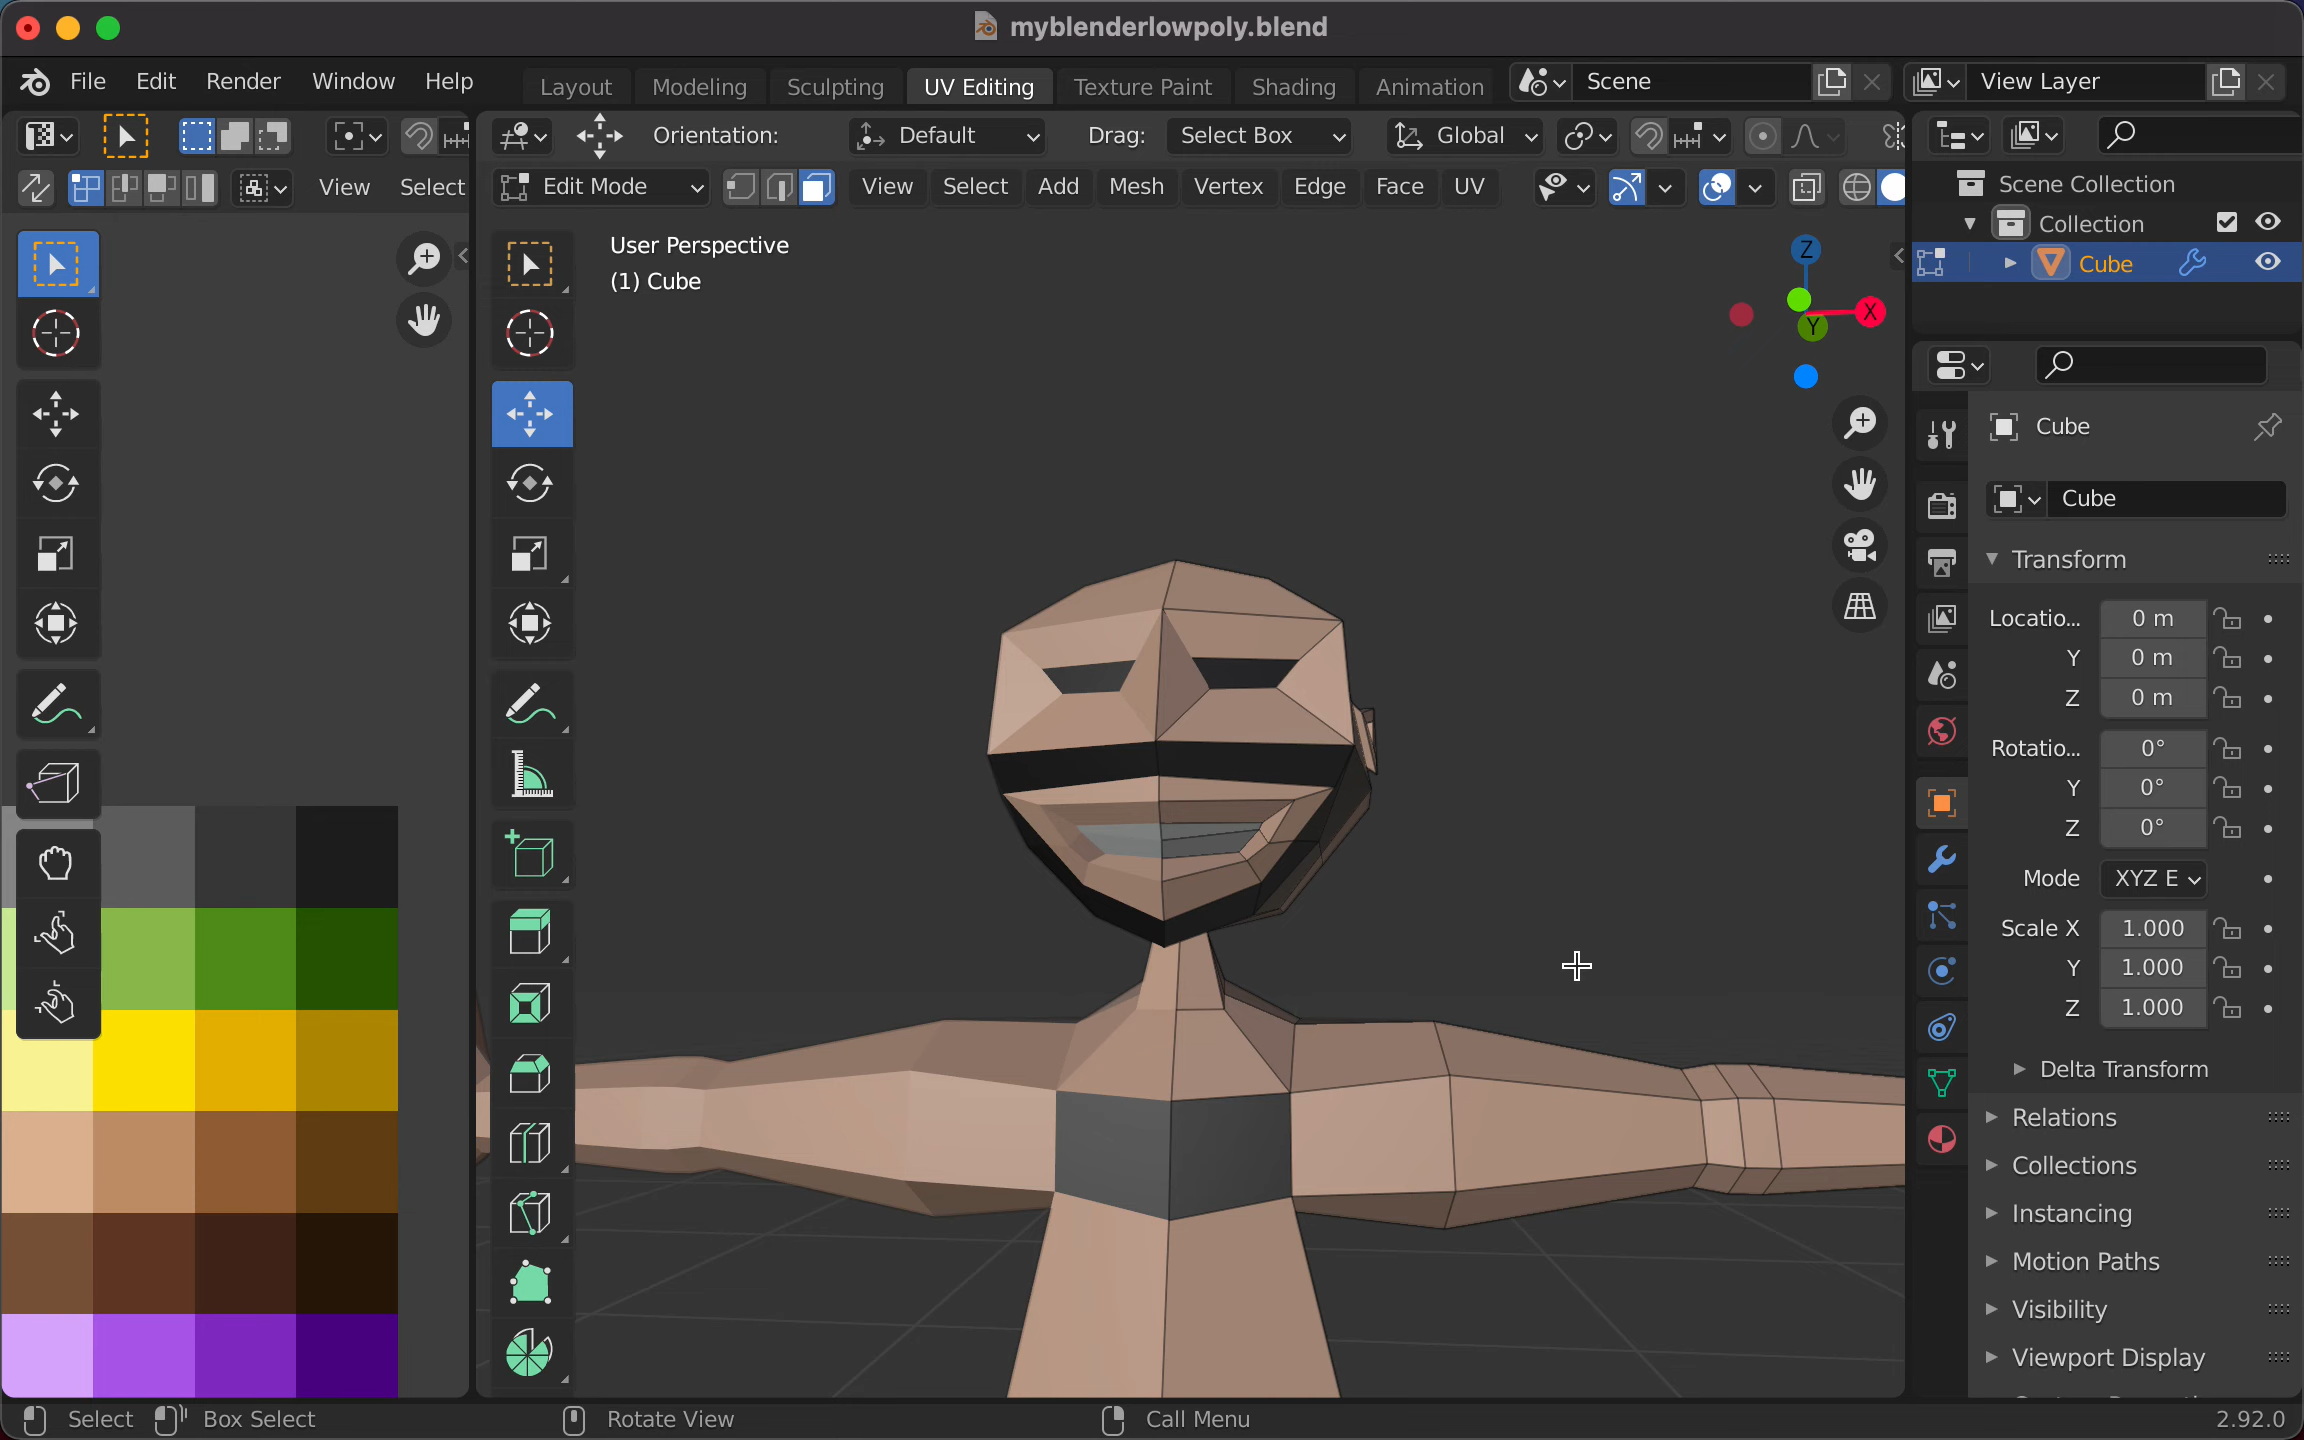 myblenderlowpoly.blend
File Edit Render Window Help Layout Modeling Sculpting UV Editing Texture Paint Shading Animation Scene View Layer
Orientation: Default Drag: Select Box Global
View Select Edit Mode View Select Add Mesh Vertex Edge Face UV
Scene Collection
Collection
Cube
User Perspective
(1) Cube
Z
X
Y
Cube
Cube
Transform
Locatio... 0 m
Y 0 m
Z 0 m
Rotatio... 0°
Y 0°
Z 0°
Mode XYZ E
Scale X 1.000
Y 1.000
Z 1.000
Delta Transform
Relations
Collections
Instancing
Motion Paths
Visibility
Viewport Display
Select Box Select Rotate View Call Menu 2.92.0